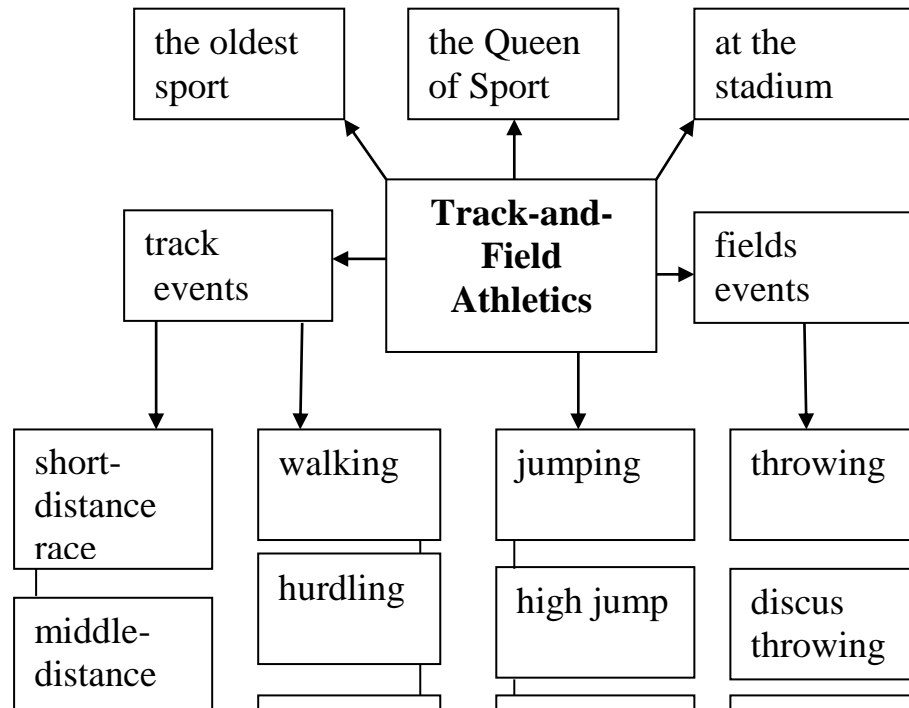 the oldest
sport
the Queen
of Sport
at the
stadium
Track-and-
Field
Athletics
track
events
fields
events
short-
distance
race
walking
jumping
throwing
hurdling
high jump
discus
throwing
middle-
distance